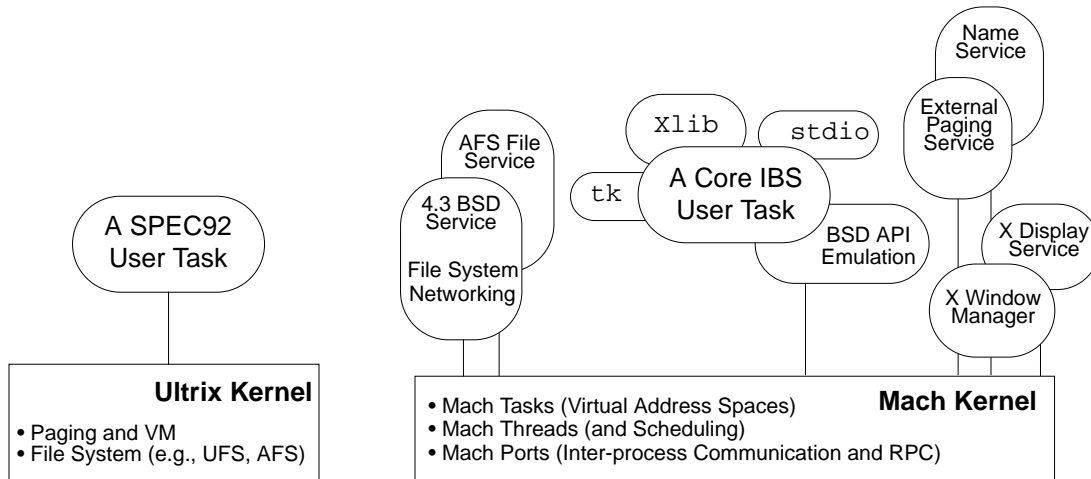 A SPEC92
User Task
Ultrix Kernel
• Paging and VM
• File System (e.g., UFS, AFS)
AFS File
Service
4.3 BSD
Service
File System
Networking
Xlib
stdio
tk
A Core IBS
User Task
BSD API
Emulation
Name
Service
External
Paging
Service
X Display
Service
X Window
Manager
Mach Kernel
• Mach Tasks (Virtual Address Spaces)
• Mach Threads (and Scheduling)
• Mach Ports (Inter-process Communication and RPC)